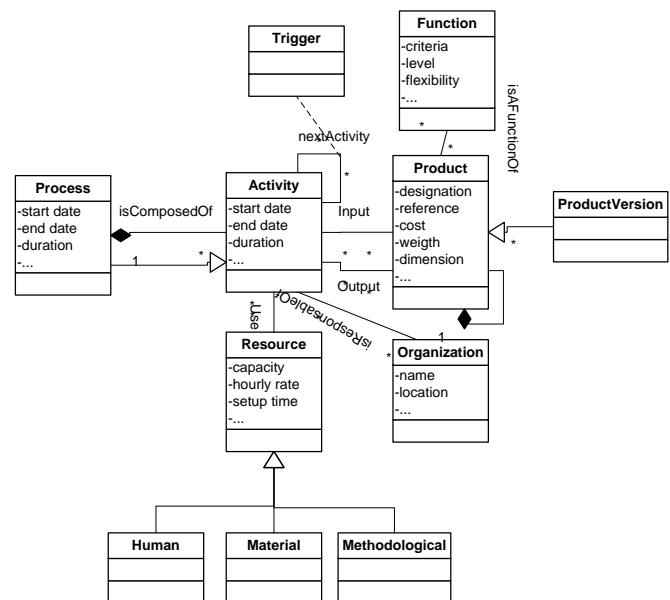 Function
-criteria
-level
-flexibility
-...
Trigger
isAFunctionOf
*
*
nextActivity
*
*
Process
-start date
-end date
-duration
-...
isComposedOf
1
*
Activity
-start date
-end date
-duration
-...
Input
* *
* *
Output
Product
-designation
-reference
-cost
-weigth
-dimension
-...
ProductVersion
*
*Use
isResponsableOf
*
1
Resource
-capacity
-hourly rate
-setup time
-...
Organization
-name
-location
-...
Human
Material
Methodological